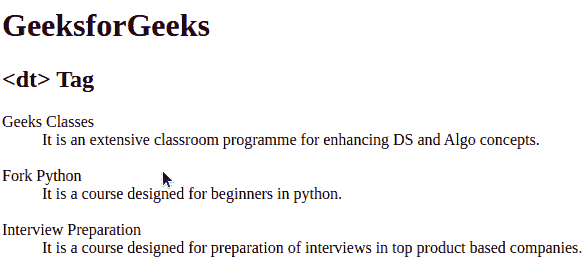 GeeksforGeeks
<dt> Tag
Geeks Classes
It is an extensive classroom programme for enhancing DS and Algo concepts.
Fork Python
It is a course designed for beginners in python.
Interview Preparation
It is a course designed for preparation of interviews in top product based companies.